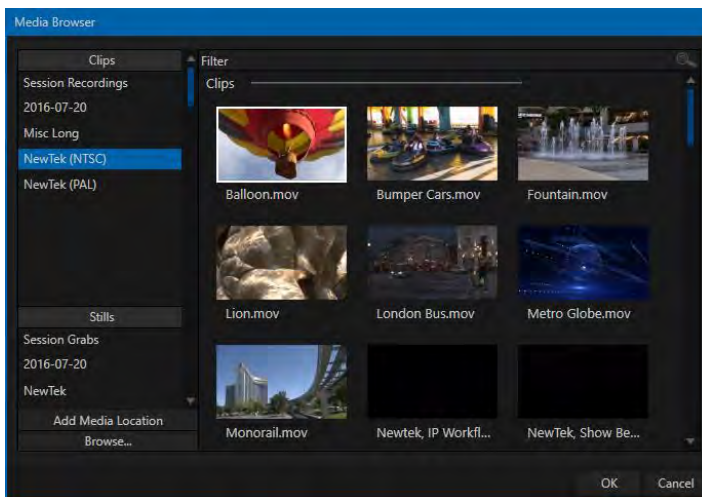 Media Browser
Clips
Session Recordings
2016-07-20
Misc Long
NewTek (NTSC)
NewTek (PAL)
Stills
Session Grabs
2016-07-20
NewTek
Add Media Location
Browse...
Filter
Clips
Balloon.mov
Bumper Cars.mov
Fountain.mov
Lion.mov
London Bus.mov
Metro Globe.mov
Monorail.mov
Newtek, IP Workfl...
NewTek, Show Be...
OK
Cancel